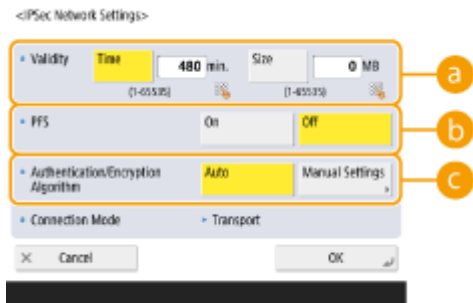 <IPSec Network Settings>
Validity Time 480 min. Size 0 MB
(1-65535) (1-65535)
a
PFS On Off
b
Authentication/Encryption Algorithm Auto Manual Settings
c
Connection Mode Transport
× Cancel OK